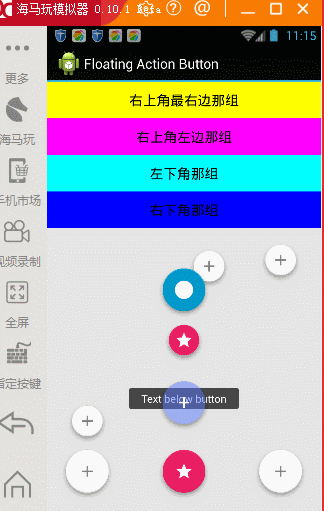 海马玩模拟器 0.10.1 Beta
11:15
Floating Action Button
更多
海马玩
手机市场
视频录制
全屏
指定按键
右上角最右边那组
右上角左边那组
左下角那组
右下角那组
Text below button